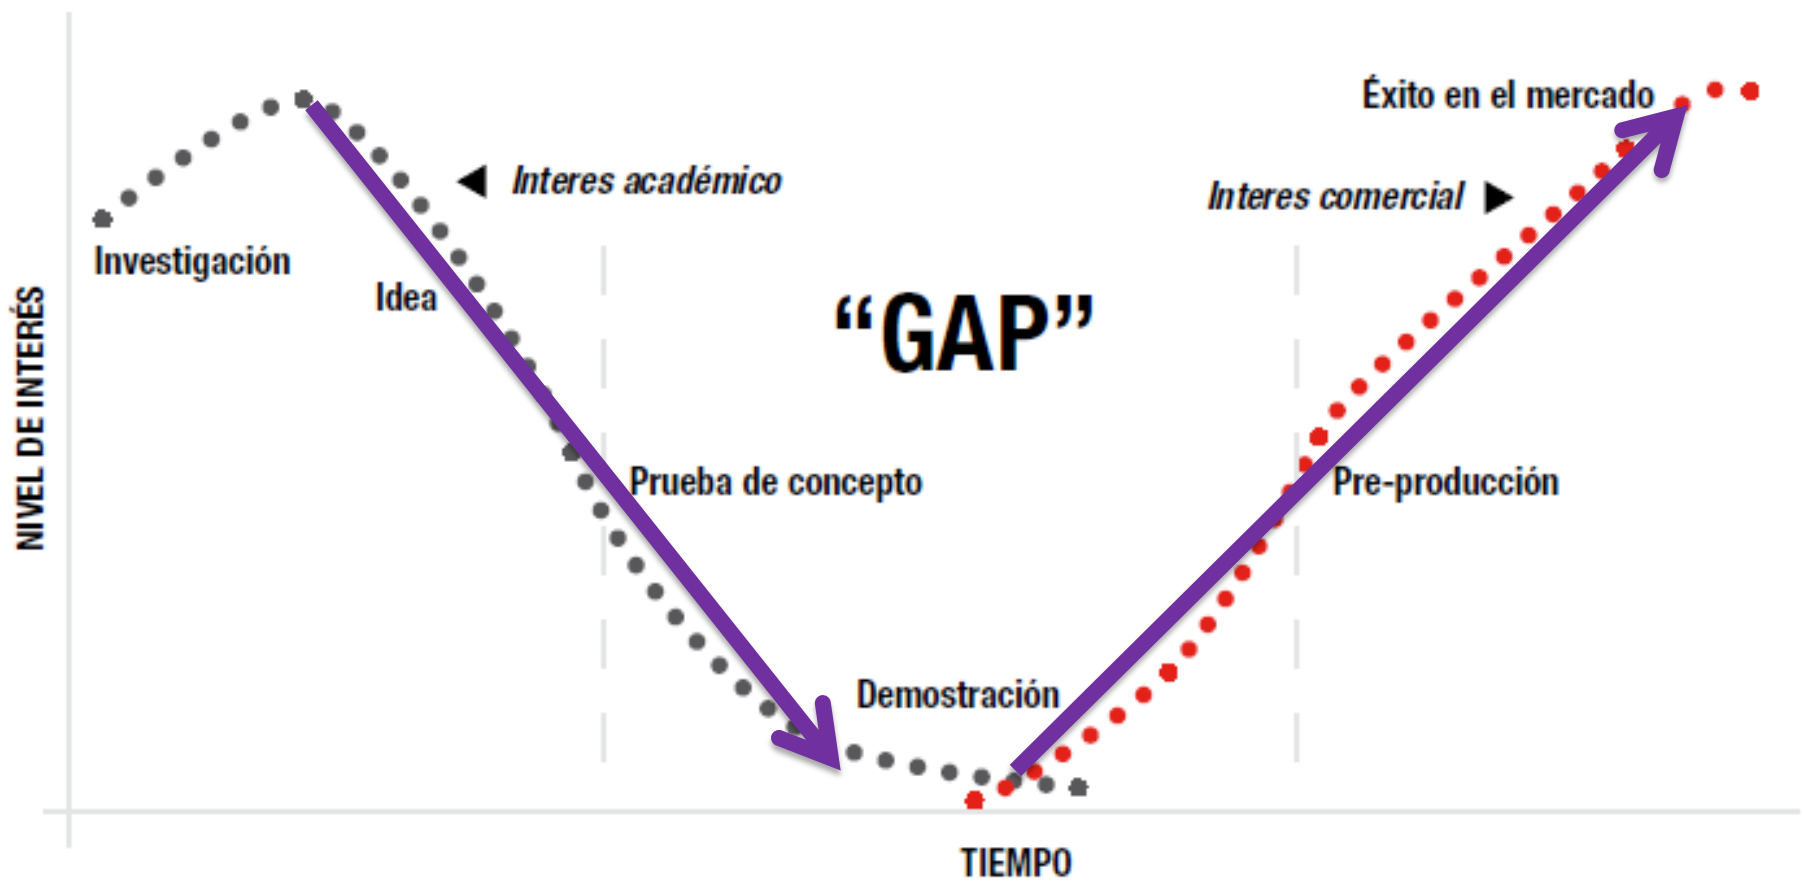 Éxito en el mercado
Interes académico
Interes comercial
Investigación
Idea
“GAP”
NIVEL DE INTERÉS
Prueba de concepto
Pre-producción
Demostración
TIEMPO